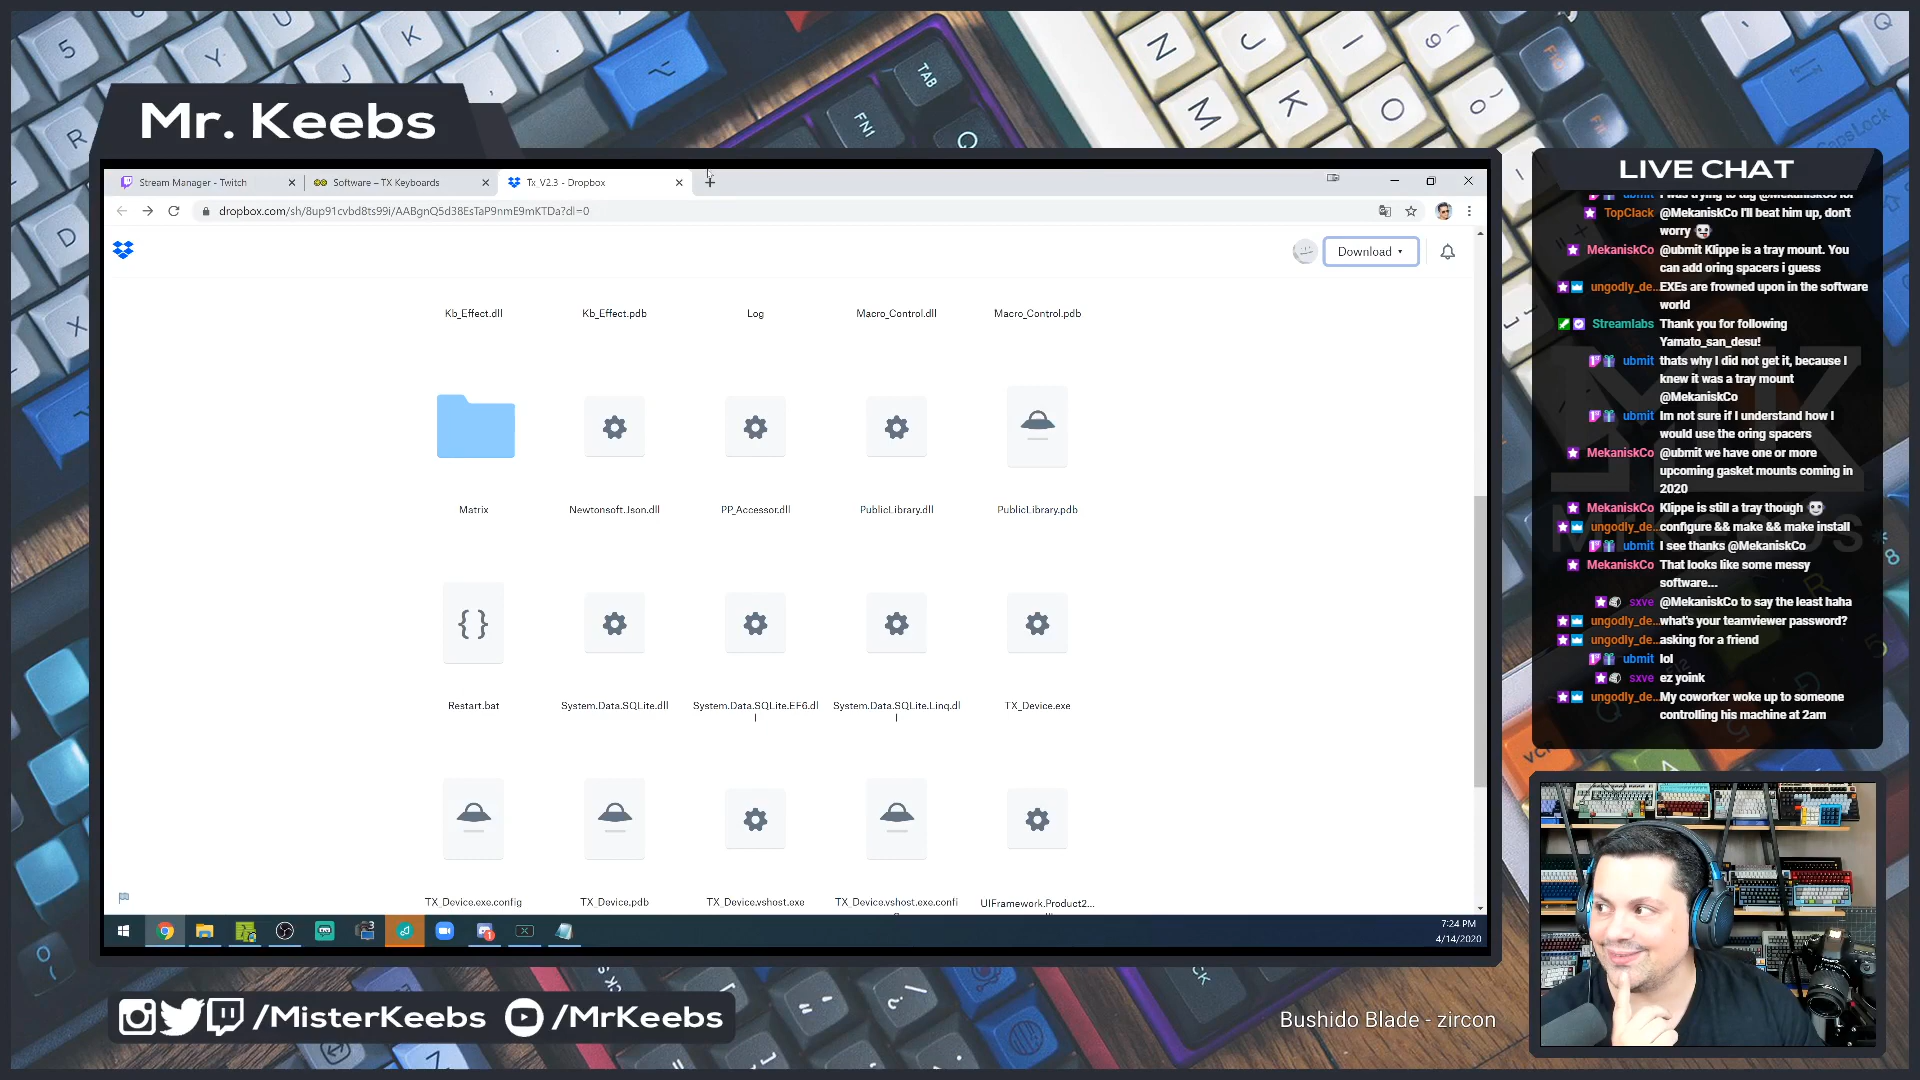 Mr. Keebs
Stream Manager - Twitch
Software – TX Keyboards
Tx V2.3 - Dropbox
dropbox.com/sh/8up91cvbd8ts99i/AABgnQ5d38EsTaP9nmE9mKTDa?dl=0
Download
Kb_Effect.dll
Kb_Effect.pdb
Log
Macro_Control.dll
Macro_Control.pdb
Matrix
Newtonsoft.Json.dll
PP_Accessor.dll
PublicLibrary.dll
PublicLibrary.pdb
{ }
Restart.bat
System.Data.SQLite.dll
System.Data.SQLite.EF6.dl
l
System.Data.SQLite.Linq.dl
l
TX_Device.exe
TX_Device.exe.config
TX_Device.pdb
TX_Device.vshost.exe
TX_Device.vshost.exe.confi
UIFramework.Product2...
7:24 PM
4/14/2020
LIVE CHAT
TopClack @MekaniskCo I'll beat him up, don't
worry
MekaniskCo @ubmit Klippe is a tray mount. You
can add oring spacers i guess
ungodly_de... EXEs are frowned upon in the software
world
Streamlabs Thank you for following
Yamato_san_desu!
ubmit thats why I did not get it, because I
knew it was a tray mount
@MekaniskCo
ubmit Im not sure if I understand how I
would use the oring spacers
MekaniskCo @ubmit we have one or more
upcoming gasket mounts coming in
2020
MekaniskCo Klippe is still a tray though
ungodly_de... configure && make && make install
ubmit I see thanks @MekaniskCo
MekaniskCo That looks like some messy
software...
sxve @MekaniskCo to say the least haha
ungodly_de... what's your teamviewer password?
ungodly_de... asking for a friend
ubmit lol
sxve ez yoink
ungodly_de... My coworker woke up to someone
controlling his machine at 2am
/MisterKeebs
/MrKeebs
Bushido Blade - zircon
TAB
FN1